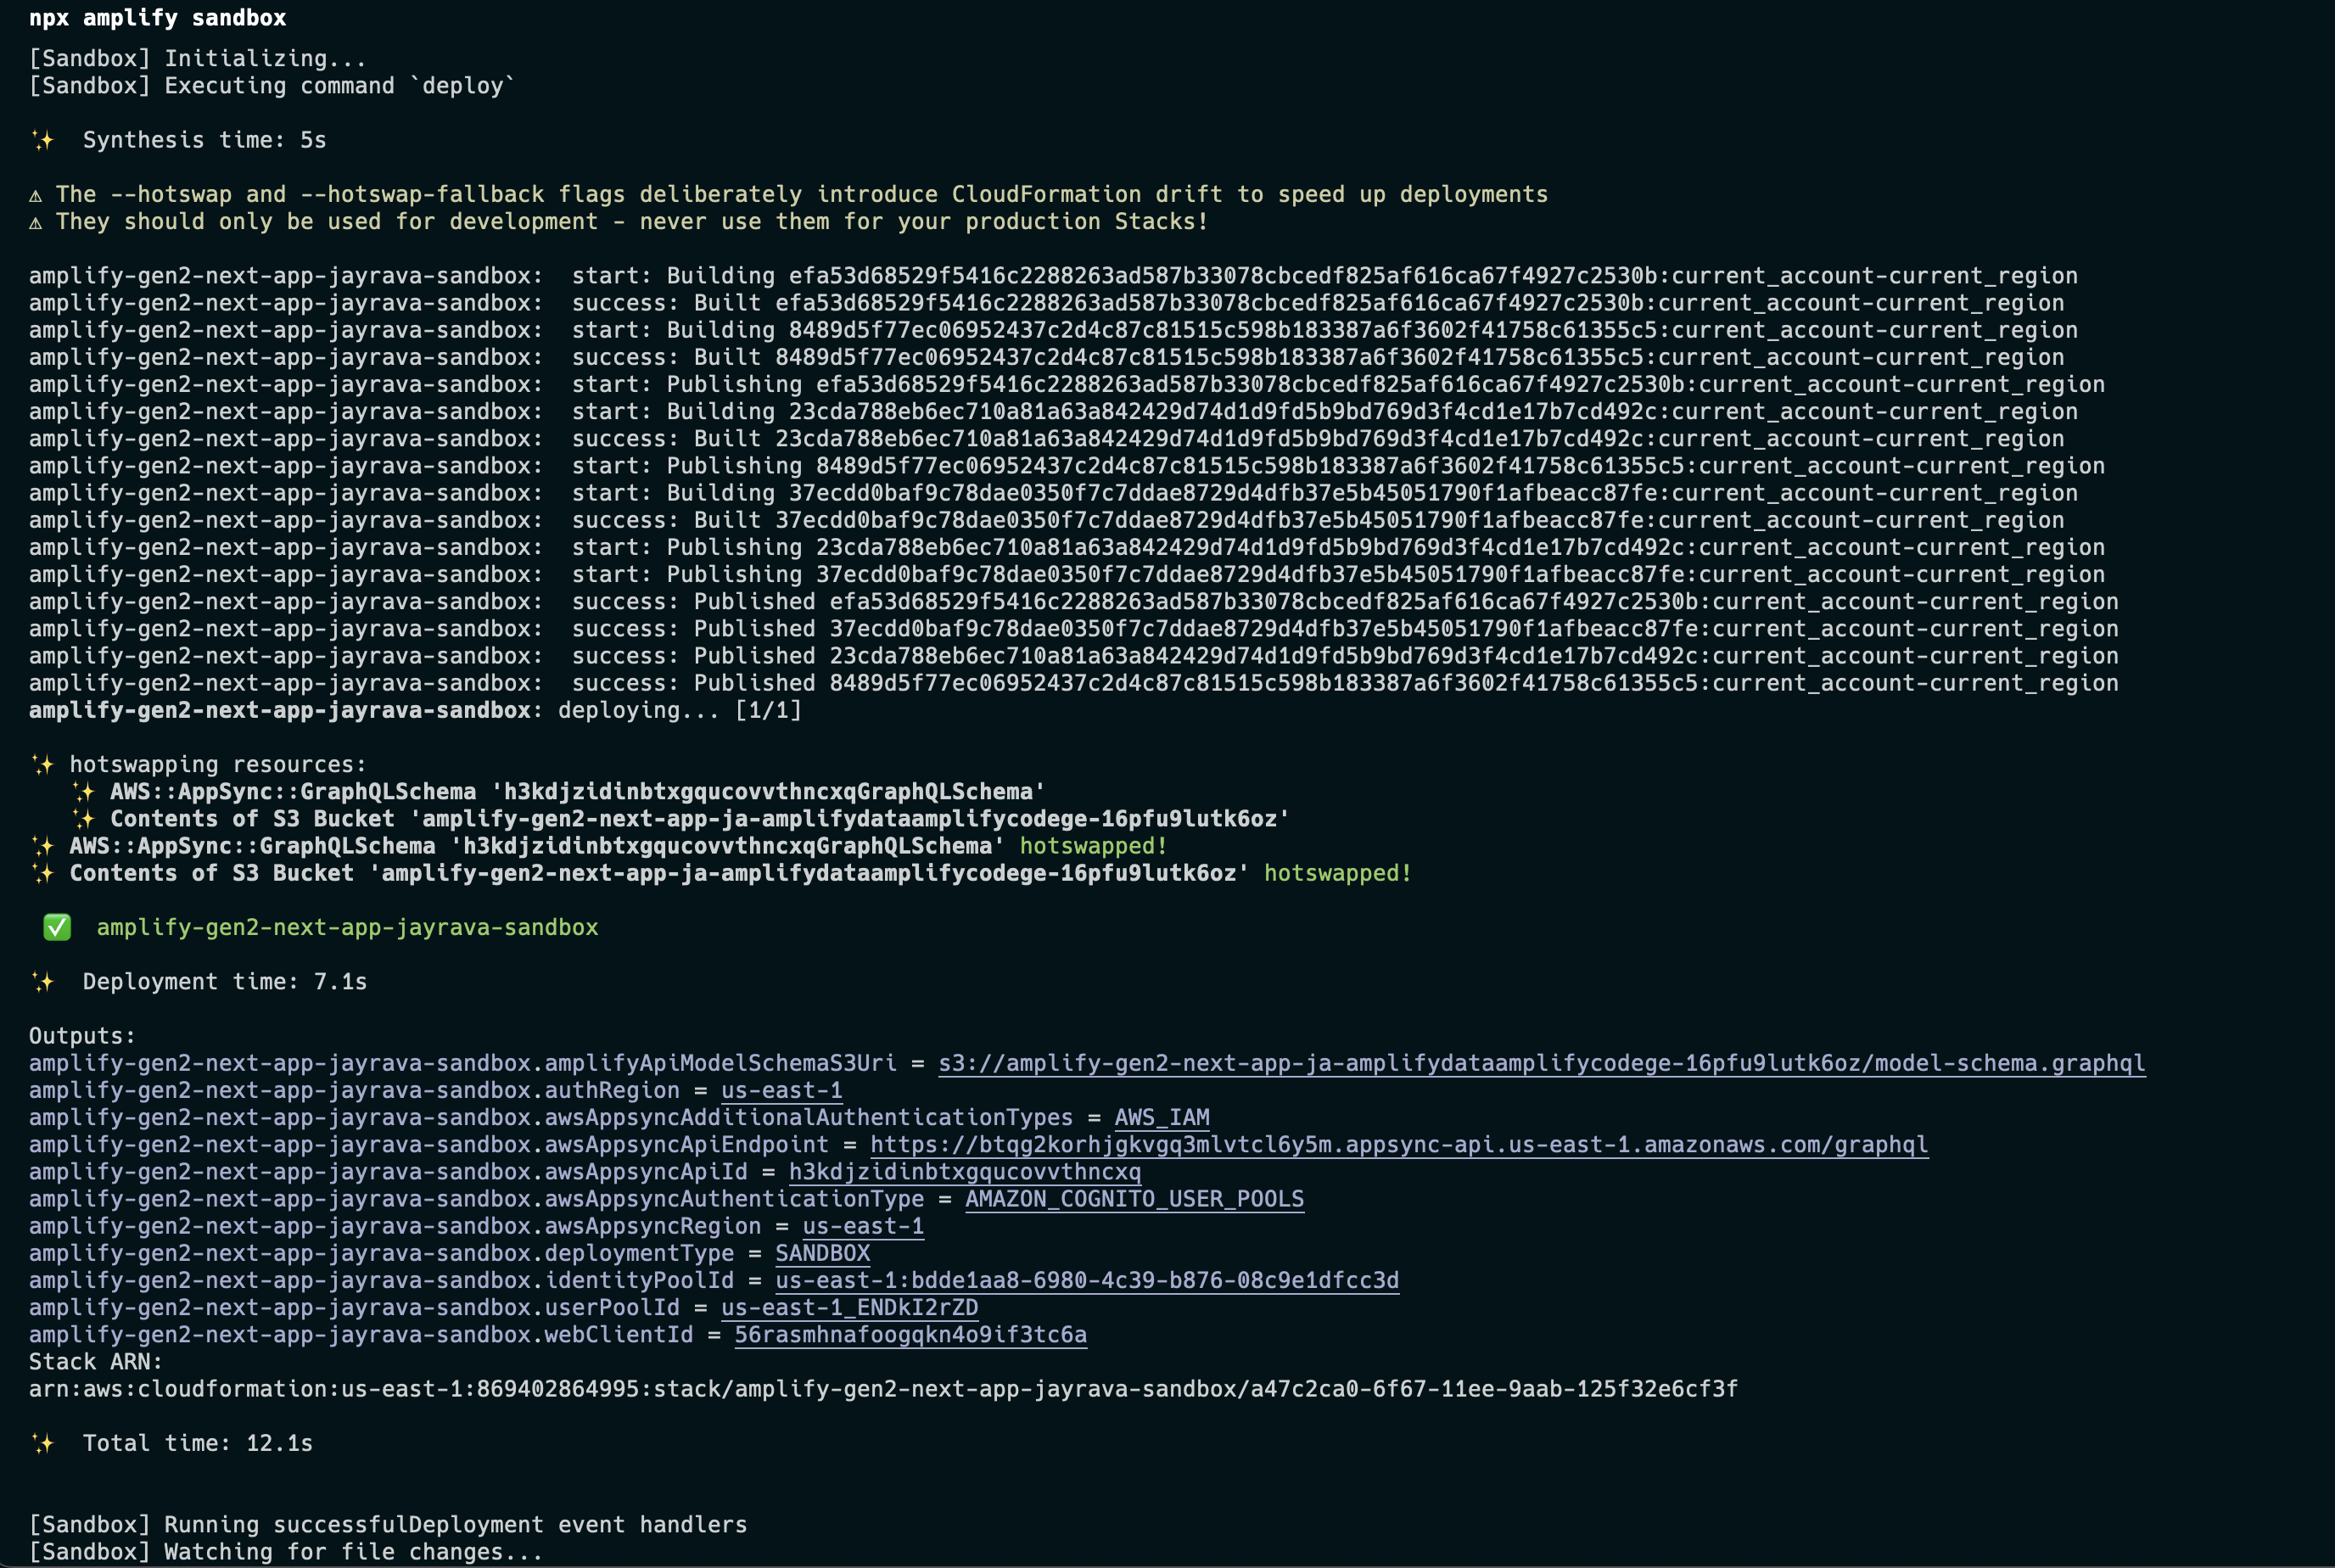 npx amplify sandbox
[Sandbox] Initializing...
[Sandbox] Executing command `deploy`
✨  Synthesis time: 5s
⚠ The --hotswap and --hotswap-fallback flags deliberately introduce CloudFormation drift to speed up deployments
⚠ They should only be used for development - never use them for your production Stacks!
amplify-gen2-next-app-jayrava-sandbox:  start: Building efa53d68529f5416c2288263ad587b33078cbcedf825af616ca67f4927c2530b:current_account-current_region
amplify-gen2-next-app-jayrava-sandbox:  success: Built efa53d68529f5416c2288263ad587b33078cbcedf825af616ca67f4927c2530b:current_account-current_region
amplify-gen2-next-app-jayrava-sandbox:  start: Building 8489d5f77ec06952437c2d4c87c81515c598b183387a6f3602f41758c61355c5:current_account-current_region
amplify-gen2-next-app-jayrava-sandbox:  success: Built 8489d5f77ec06952437c2d4c87c81515c598b183387a6f3602f41758c61355c5:current_account-current_region
amplify-gen2-next-app-jayrava-sandbox:  start: Publishing efa53d68529f5416c2288263ad587b33078cbcedf825af616ca67f4927c2530b:current_account-current_region
amplify-gen2-next-app-jayrava-sandbox:  start: Building 23cda788eb6ec710a81a63a842429d74d1d9fd5b9bd769d3f4cd1e17b7cd492c:current_account-current_region
amplify-gen2-next-app-jayrava-sandbox:  success: Built 23cda788eb6ec710a81a63a842429d74d1d9fd5b9bd769d3f4cd1e17b7cd492c:current_account-current_region
amplify-gen2-next-app-jayrava-sandbox:  start: Publishing 8489d5f77ec06952437c2d4c87c81515c598b183387a6f3602f41758c61355c5:current_account-current_region
amplify-gen2-next-app-jayrava-sandbox:  start: Building 37ecdd0baf9c78dae0350f7c7ddae8729d4dfb37e5b45051790f1afbeacc87fe:current_account-current_region
amplify-gen2-next-app-jayrava-sandbox:  success: Built 37ecdd0baf9c78dae0350f7c7ddae8729d4dfb37e5b45051790f1afbeacc87fe:current_account-current_region
amplify-gen2-next-app-jayrava-sandbox:  start: Publishing 23cda788eb6ec710a81a63a842429d74d1d9fd5b9bd769d3f4cd1e17b7cd492c:current_account-current_region
amplify-gen2-next-app-jayrava-sandbox:  start: Publishing 37ecdd0baf9c78dae0350f7c7ddae8729d4dfb37e5b45051790f1afbeacc87fe:current_account-current_region
amplify-gen2-next-app-jayrava-sandbox:  success: Published efa53d68529f5416c2288263ad587b33078cbcedf825af616ca67f4927c2530b:current_account-current_region
amplify-gen2-next-app-jayrava-sandbox:  success: Published 37ecdd0baf9c78dae0350f7c7ddae8729d4dfb37e5b45051790f1afbeacc87fe:current_account-current_region
amplify-gen2-next-app-jayrava-sandbox:  success: Published 23cda788eb6ec710a81a63a842429d74d1d9fd5b9bd769d3f4cd1e17b7cd492c:current_account-current_region
amplify-gen2-next-app-jayrava-sandbox:  success: Published 8489d5f77ec06952437c2d4c87c81515c598b183387a6f3602f41758c61355c5:current_account-current_region
amplify-gen2-next-app-jayrava-sandbox: deploying... [1/1]
✨ hotswapping resources:
   ✨ AWS::AppSync::GraphQLSchema 'h3kdjzidinbtxgqucovvthncxqGraphQLSchema'
   ✨ Contents of S3 Bucket 'amplify-gen2-next-app-ja-amplifydataamplifycodege-16pfu9lutk6oz'
✨ AWS::AppSync::GraphQLSchema 'h3kdjzidinbtxgqucovvthncxqGraphQLSchema' hotswapped!
✨ Contents of S3 Bucket 'amplify-gen2-next-app-ja-amplifydataamplifycodege-16pfu9lutk6oz' hotswapped!
✅  amplify-gen2-next-app-jayrava-sandbox
✨  Deployment time: 7.1s
Outputs:
amplify-gen2-next-app-jayrava-sandbox.amplifyApiModelSchemaS3Uri = s3://amplify-gen2-next-app-ja-amplifydataamplifycodege-16pfu9lutk6oz/model-schema.graphql
amplify-gen2-next-app-jayrava-sandbox.authRegion = us-east-1
amplify-gen2-next-app-jayrava-sandbox.awsAppsyncAdditionalAuthenticationTypes = AWS_IAM
amplify-gen2-next-app-jayrava-sandbox.awsAppsyncApiEndpoint = https://btqg2korhjgkvgq3mlvtcl6y5m.appsync-api.us-east-1.amazonaws.com/graphql
amplify-gen2-next-app-jayrava-sandbox.awsAppsyncApiId = h3kdjzidinbtxgqucovvthncxq
amplify-gen2-next-app-jayrava-sandbox.awsAppsyncAuthenticationType = AMAZON_COGNITO_USER_POOLS
amplify-gen2-next-app-jayrava-sandbox.awsAppsyncRegion = us-east-1
amplify-gen2-next-app-jayrava-sandbox.deploymentType = SANDBOX
amplify-gen2-next-app-jayrava-sandbox.identityPoolId = us-east-1:bdde1aa8-6980-4c39-b876-08c9e1dfcc3d
amplify-gen2-next-app-jayrava-sandbox.userPoolId = us-east-1_ENDkI2rZD
amplify-gen2-next-app-jayrava-sandbox.webClientId = 56rasmhnafoogqkn4o9if3tc6a
Stack ARN:
arn:aws:cloudformation:us-east-1:869402864995:stack/amplify-gen2-next-app-jayrava-sandbox/a47c2ca0-6f67-11ee-9aab-125f32e6cf3f
✨  Total time: 12.1s
[Sandbox] Running successfulDeployment event handlers
[Sandbox] Watching for file changes...